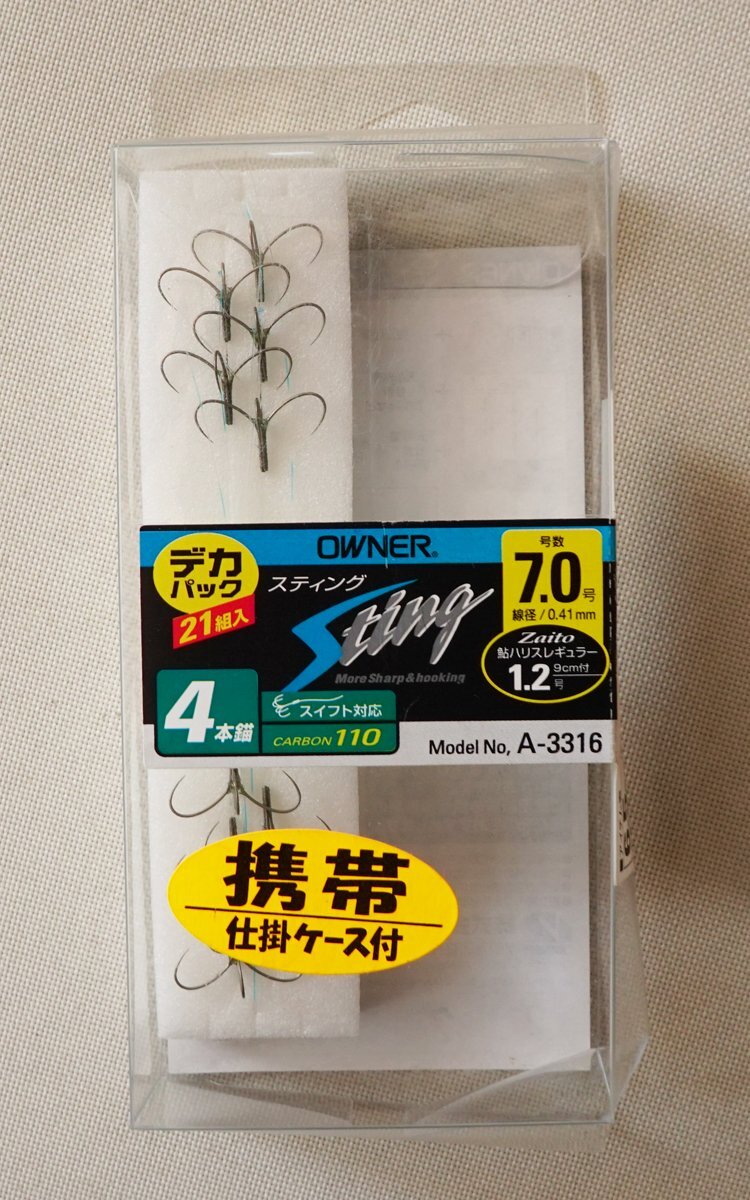 OWNER
OWNER®
デカ
パック
21組入
スティング
Sting
More Sharp & hooking
号数
7.0号
線径 / 0.41mm
Zaito
鮎ハリスレギュラー
1.2号
9cm付
4本錨
スイフト対応
CARBON 110
Model No, A-3316
携帯
仕掛ケース付